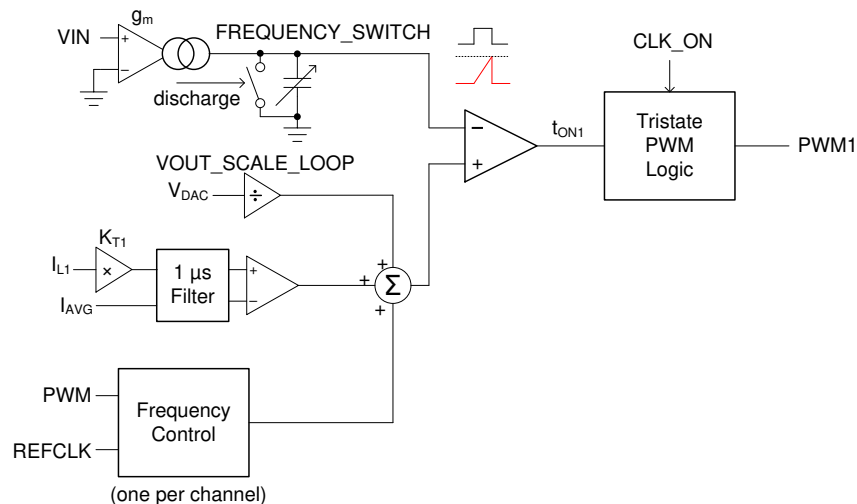 gm
VIN
+
−
FREQUENCY_SWITCH
discharge
CLK_ON
−
+
tON1
Tristate
PWM
Logic
PWM1
VOUT_SCALE_LOOP
VDAC
÷
KT1
IL1
×
IAVG
1 µs
Filter
+
−
+
+
+
Σ
PWM
REFCLK
Frequency
Control
(one per channel)